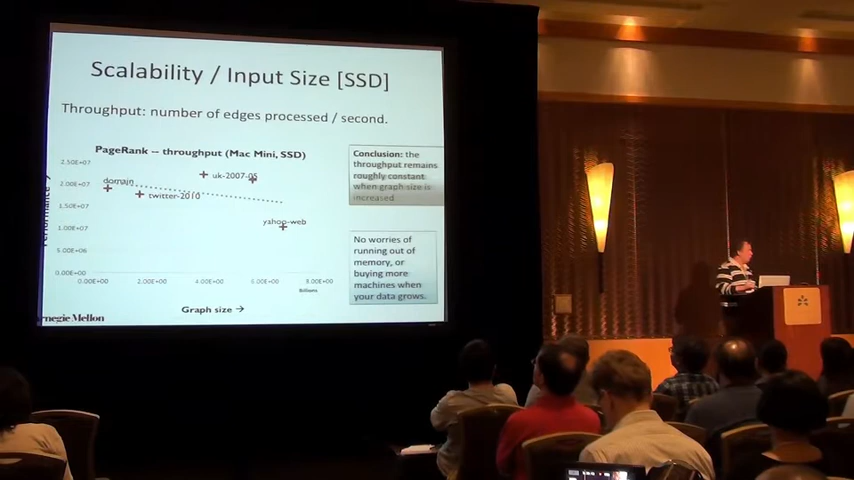 Scalability / Input Size [SSD]
Throughput: number of edges processed / second.
PageRank -- throughput (Mac Mini, SSD)
2.50E+07
2.00E+07
1.50E+07
1.00E+07
5.00E+06
0.00E+00
domain
twitter-2010
uk-2007-05
yahoo-web
0.00E+00
2.00E+00
4.00E+00
6.00E+00
8.00E+00
Billions
Graph size →
Performance
Conclusion: the
throughput remains
roughly constant
when graph size is
increased.
No worries of
running out of
memory, or
buying more
machines when
your data grows.
rnegie Mellon